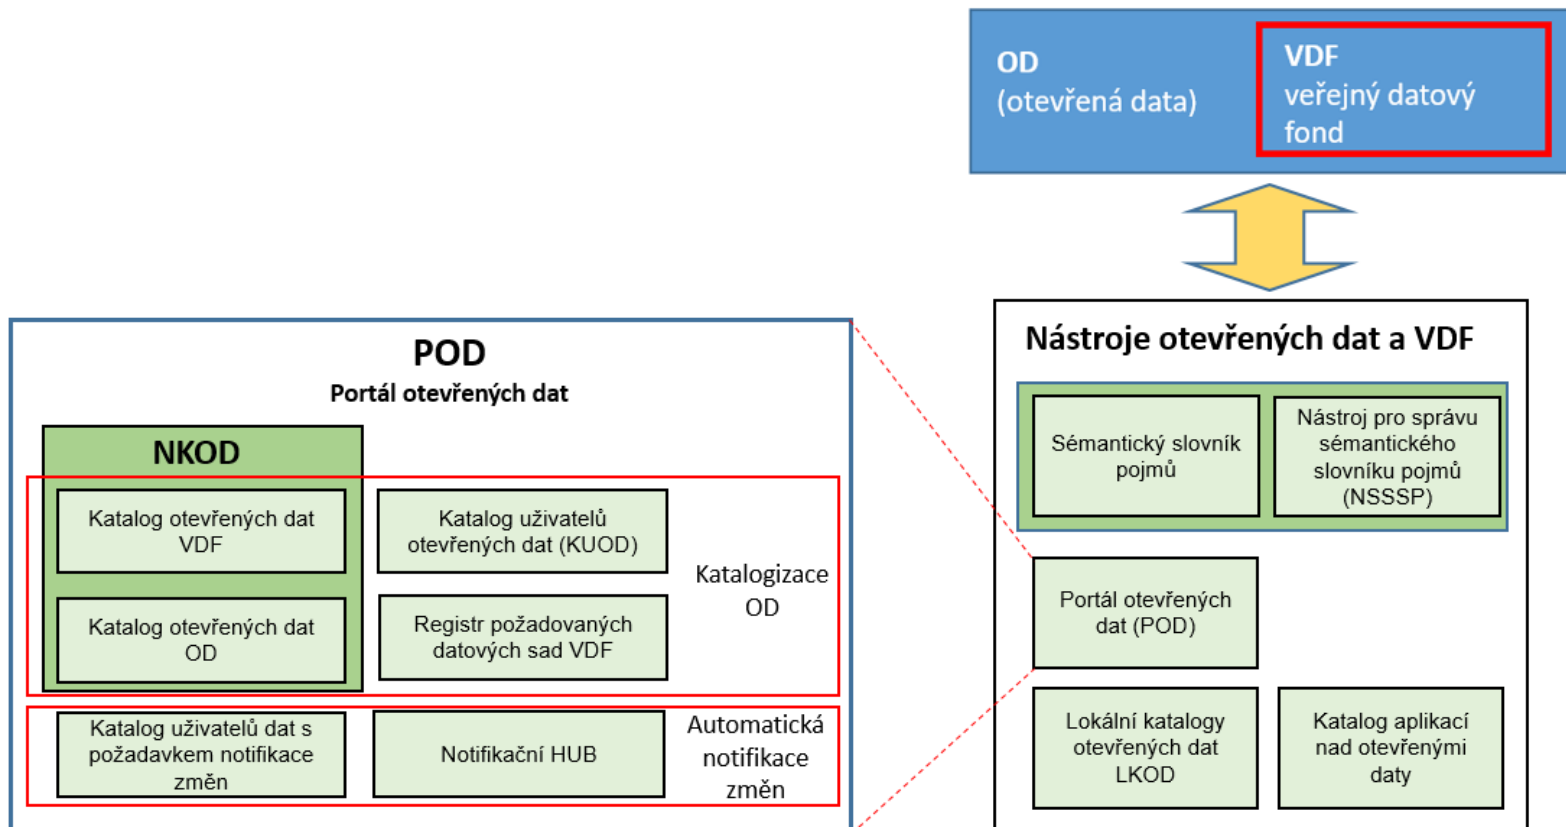 OD
(otevřená data)
VDF
veřejný datový
fond
POD
Portál otevřených dat
NKOD
Katalog otevřených dat
VDF
Katalog uživatelů
otevřených dat (KUOD)
Katalogizace
OD
Katalog otevřených dat
OD
Registr požadovaných
datových sad VDF
Katalog uživatelů dat s
požadavkem notifikace
změn
Notifikační HUB
Automatická
notifikace
změn
Nástroje otevřených dat a VDF
Sémantický slovník
pojmů
Nástroj pro správu
sémantického
slovníku pojmů
(NSSSP)
Portál otevřených
dat (POD)
Lokální katalogy
otevřených dat
LKOD
Katalog aplikací
nad otevřenými
daty